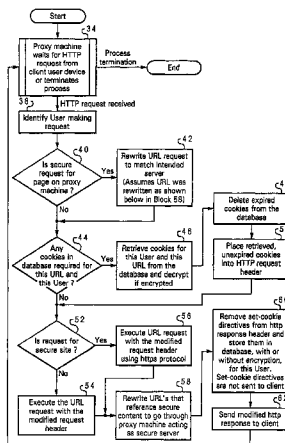 Start
34
Proxy machine
waits for HTTP
request from
client user device
or terminates
process
Process
termination
End
HTTP request received
38
Identify User making
request
40
Is secure
request for
page on proxy
machine ?
Yes
No
42
Rewrite URL request
to match intended
server
(Assumes URL was
rewritten as shown
below in Block 58)
44
Any
cookies in
database required
for this URL and
this User ?
Yes
No
46
Retrieve cookies for
this User and this
URL from the
database and decrypt
if encrypted
4
Delete expired
cookies from the
database
5
Place retrieved,
unexpired cookies
into HTTP request
header
52
Is request for
secure site ?
Yes
No
56
Execute URL request
with the modified
request header
using https protocol
54
Execute the URL
request with the
modified request
header
58
Rewrite URL's that
reference secure
content to go through
proxy machine acting
as secure server
6
Remove set-cookie
directives from http
response header and
store them in
database, with or
without encryption,
for this User.
Set-cookie directives
are not sent to client
62
Send modified http
response to client